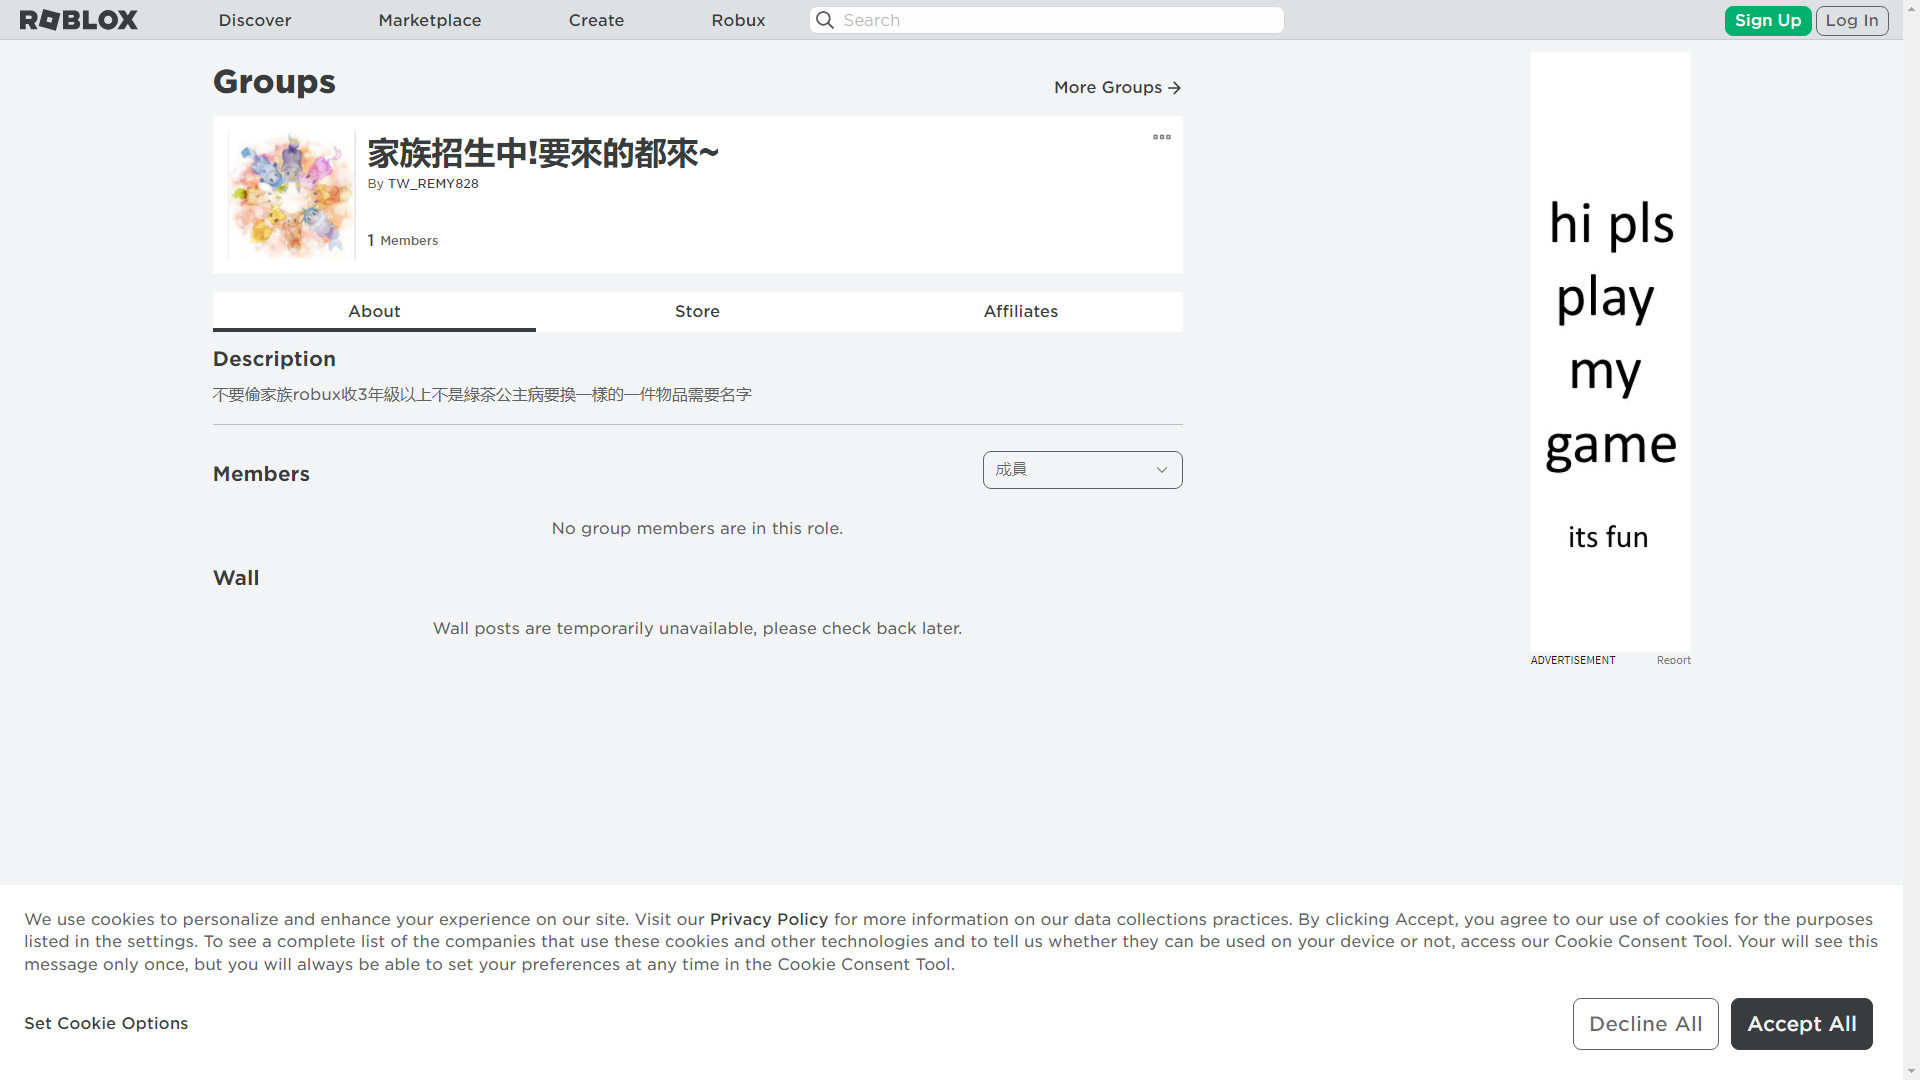 ROBLOX
Discover
Marketplace
Create
Robux
Search
Sign Up
Log In
Groups
More Groups
家族招生中!要來的都來~
By TW_REMY828
1 Members
About
Store
Affiliates
Description
不要偷家族robux收3年級以上不是綠茶公主病要換一樣的一件物品需要名字
Members
成員
No group members are in this role.
Wall
Wall posts are temporarily unavailable, please check back later.
hi pls
play
my
game
its fun
ADVERTISEMENT
Report
We use cookies to personalize and enhance your experience on our site. Visit our Privacy Policy for more information on our data collections practices. By clicking Accept, you agree to our use of cookies for the purposes
listed in the settings. To see a complete list of the companies that use these cookies and other technologies and to tell us whether they can be used on your device or not, access our Cookie Consent Tool. Your will see this
message only once, but you will always be able to set your preferences at any time in the Cookie Consent Tool.
Set Cookie Options
Decline All
Accept All